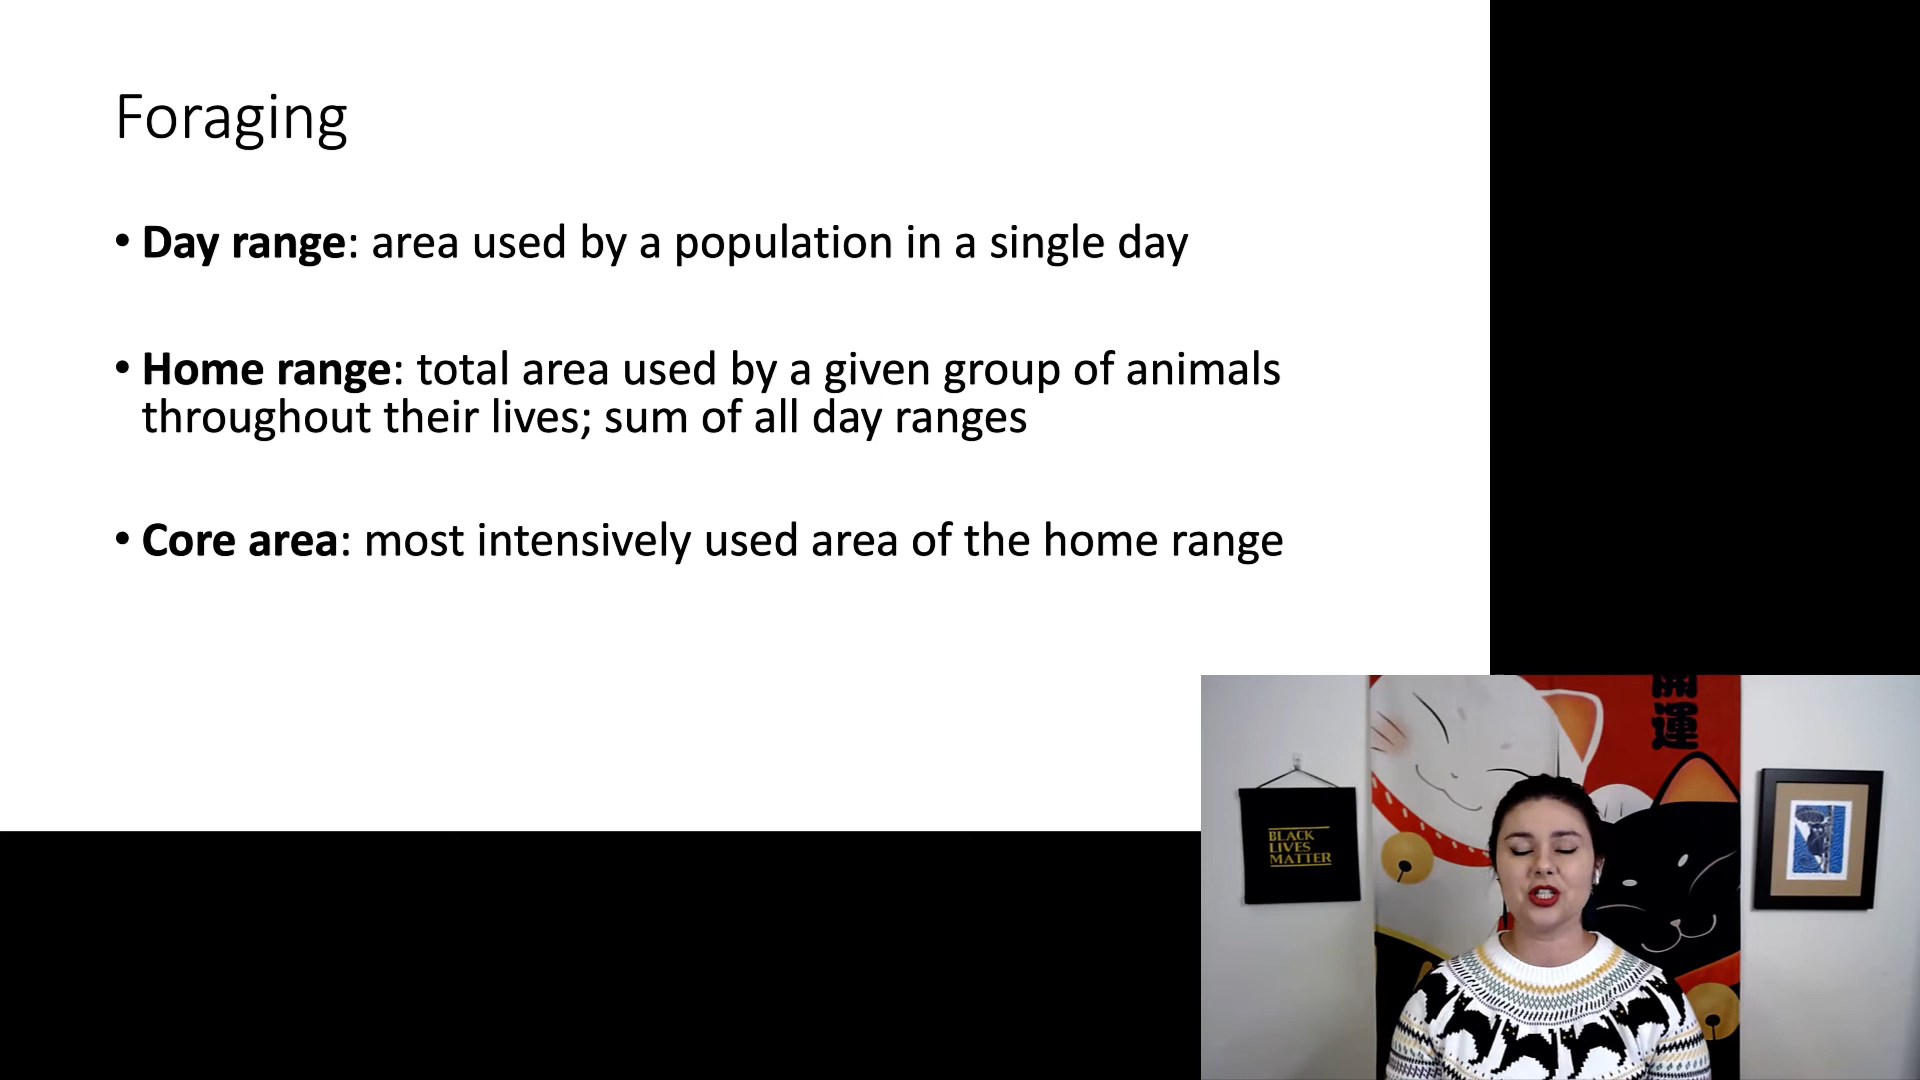 Foraging
• Day range: area used by a population in a single day
• Home range: total area used by a given group of animals
throughout their lives; sum of all day ranges
• Core area: most intensively used area of the home range
開
運
BLACK
LIVES
MATTER